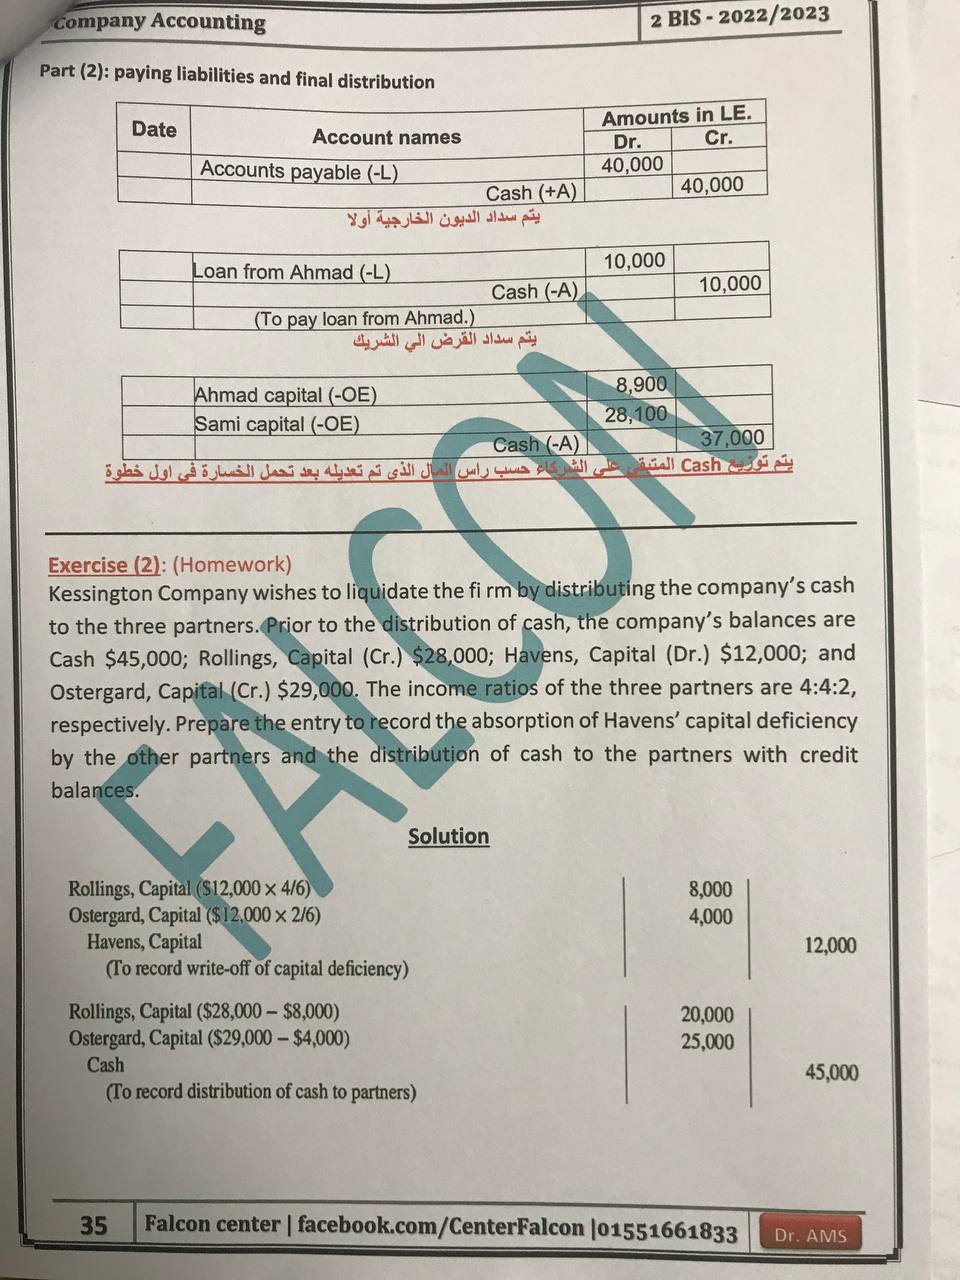 Company Accounting
2 BIS - 2022/2023
Part (2): paying liabilities and final distribution
Date
Account names
Amounts in LE.
Dr.
Cr.
Accounts payable (-L)
40,000
Cash (+A)
40,000
يتم سداد الديون الخارجية أولا
Loan from Ahmad (-L)
10,000
Cash (-A)
10,000
(To pay loan from Ahmad.)
يتم سداد القرض الي الشريك
Ahmad capital (-OE)
8,900
Sami capital (-OE)
28,100
Cash (-A)
37,000
يتم توزيع Cash المتبقي على الشركاء حسب راس المال الذى تم تعديله بعد تحمل الخسارة فى اول خطوة
FALCON
Exercise (2): (Homework)
Kessington Company wishes to liquidate the fi rm by distributing the company's cash
to the three partners. Prior to the distribution of cash, the company's balances are
Cash $45,000; Rollings, Capital (Cr.) $28,000; Havens, Capital (Dr.) $12,000; and
Ostergard, Capital (Cr.) $29,000. The income ratios of the three partners are 4:4:2,
respectively. Prepare the entry to record the absorption of Havens' capital deficiency
by the other partners and the distribution of cash to the partners with credit
balances.
Solution
Rollings, Capital ($12,000 × 4/6)
8,000
Ostergard, Capital ($12,000 × 2/6)
4,000
Havens, Capital
12,000
(To record write-off of capital deficiency)
Rollings, Capital ($28,000 – $8,000)
20,000
Ostergard, Capital ($29,000 – $4,000)
25,000
Cash
45,000
(To record distribution of cash to partners)
35
Falcon center | facebook.com/CenterFalcon |01551661833
Dr. AMS